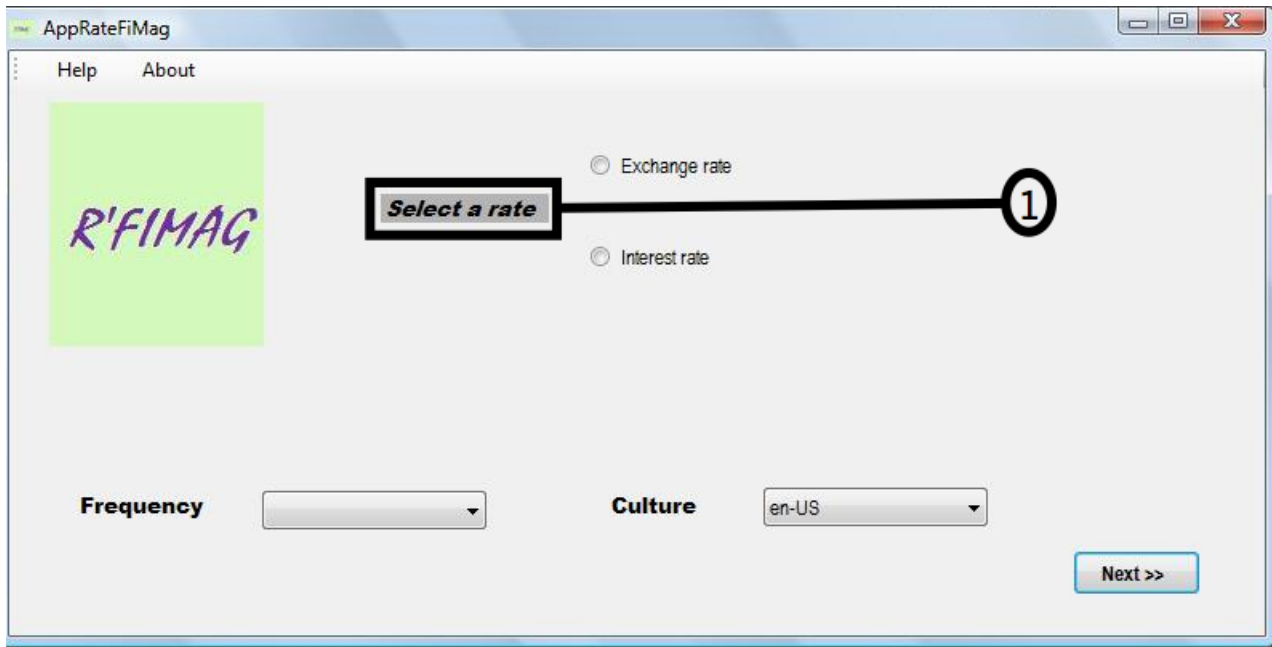 AppRateFiMag
Help About
R'FIMAG
Exchange rate
Select a rate
1
Interest rate
Frequency
Culture en-US
Next >>